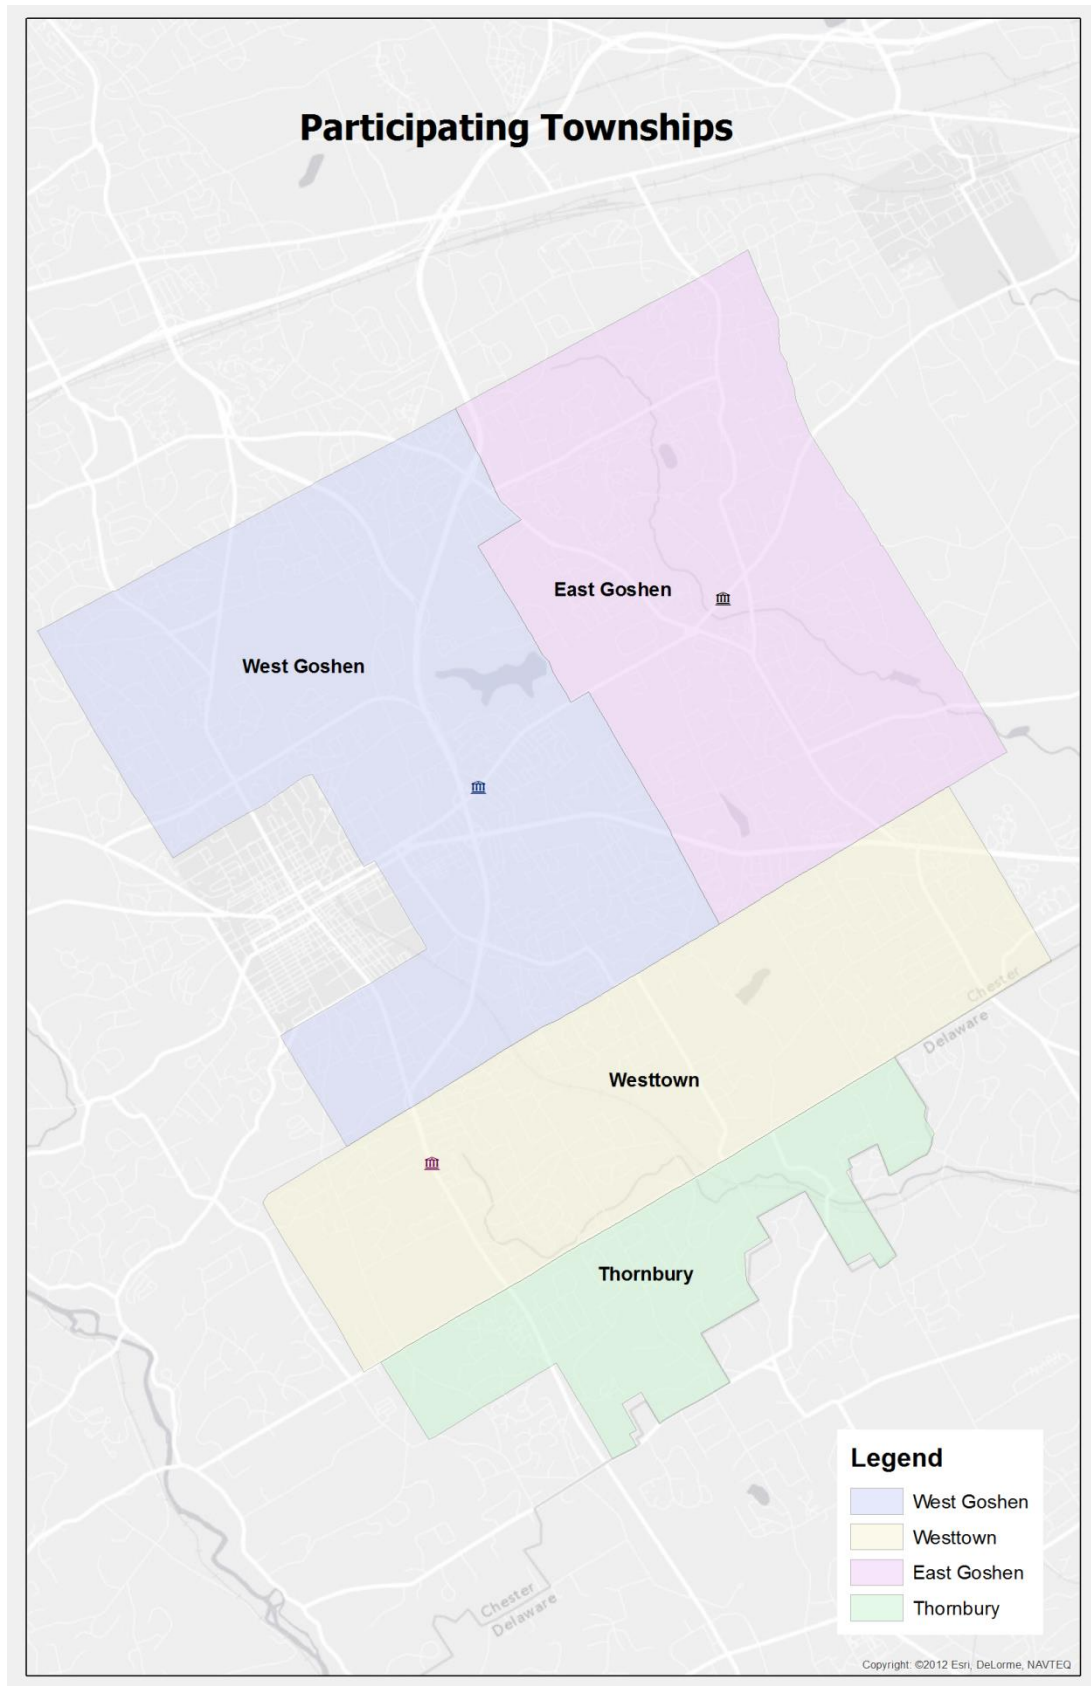 Participating Townships
East Goshen
West Goshen
Chester
Delaware
Westtown
Thornbury
Legend
West Goshen
Westtown
East Goshen
Thornbury
Chester
Delaware
Copyright: ©2012 Esri, DeLorme, NAVTEQ